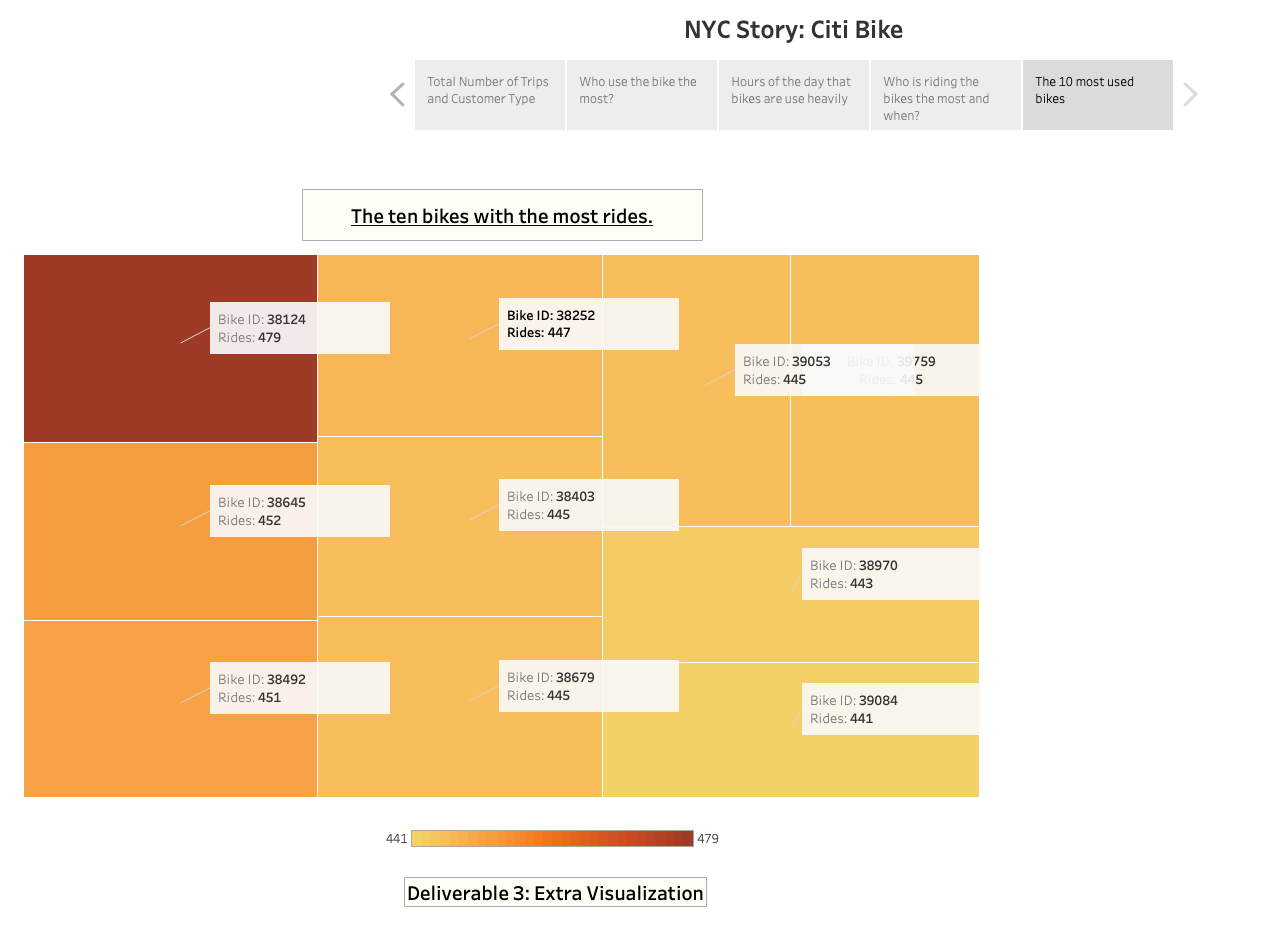 NYC Story: Citi Bike
Total Number of Trips
and Customer Type
Who use the bike the
most?
Hours of the day that
bikes are use heavily
Who is riding the
bikes the most and
when?
The 10 most used
bikes
The ten bikes with the most rides.
Bike ID: 38124
Rides: 479
Bike ID: 38252
Rides: 447
Bike ID: 39053
Rides: 445
Bike ID: 39759
Rides: 445
Bike ID: 38645
Rides: 452
Bike ID: 38403
Rides: 445
Bike ID: 38970
Rides: 443
Bike ID: 38492
Rides: 451
Bike ID: 38679
Rides: 445
Bike ID: 39084
Rides: 441
441
479
Deliverable 3: Extra Visualization